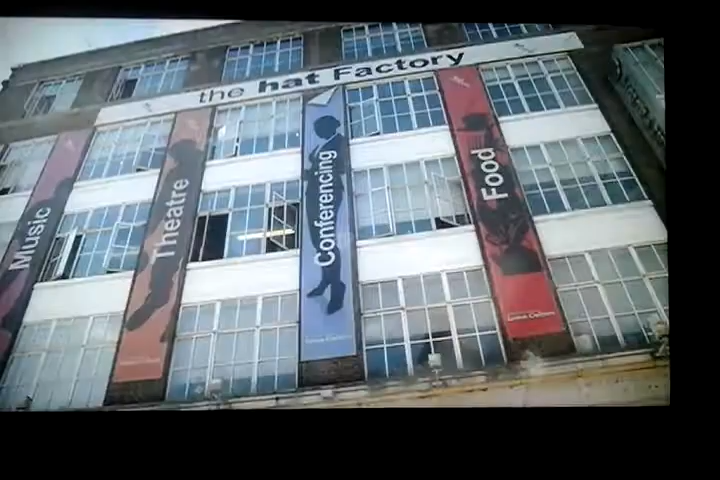 the hat Factory
Music
Theatre
Conferencing
Food